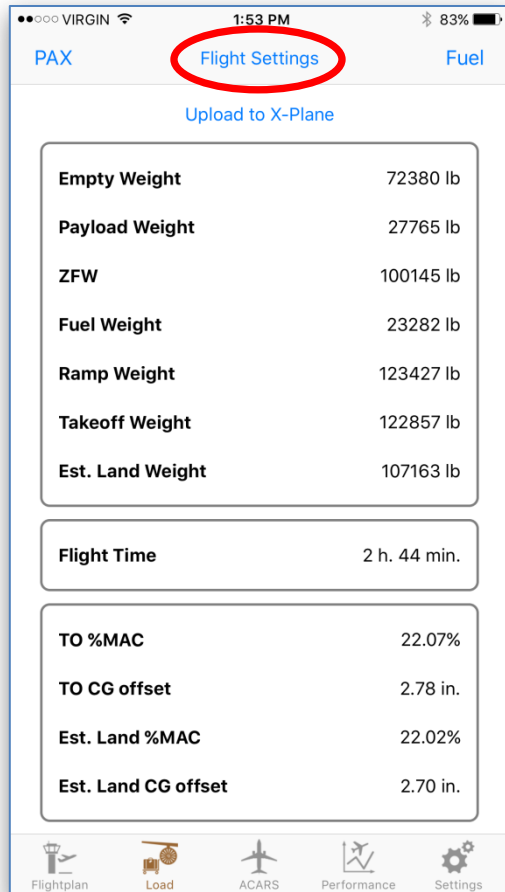 VIRGIN 1:53 PM 83%
PAX Flight Settings Fuel
Upload to X-Plane
Empty Weight 72380 lb
Payload Weight 27765 lb
ZFW 100145 lb
Fuel Weight 23282 lb
Ramp Weight 123427 lb
Takeoff Weight 122857 lb
Est. Land Weight 107163 lb
Flight Time 2 h. 44 min.
TO %MAC 22.07%
TO CG offset 2.78 in.
Est. Land %MAC 22.02%
Est. Land CG offset 2.70 in.
Flightplan Load ACARS Performance Settings